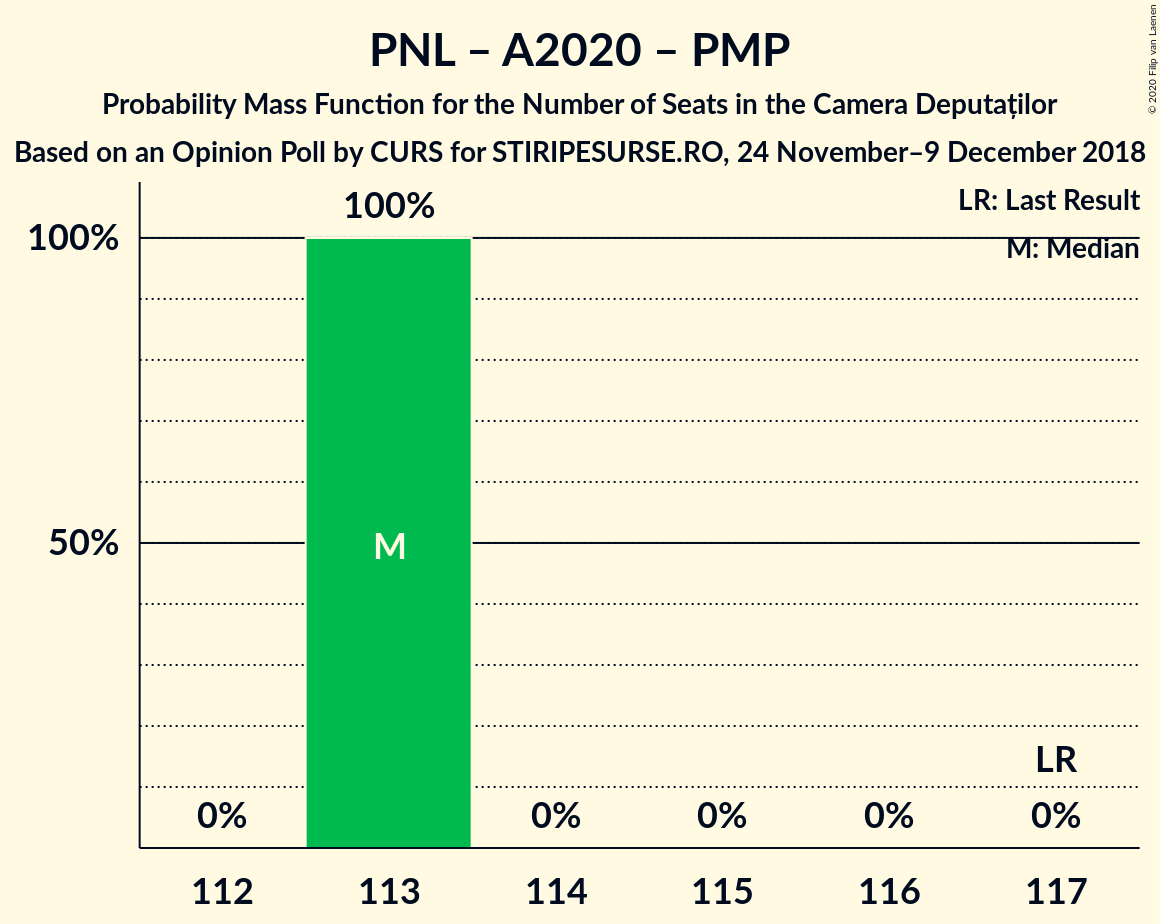 PNL – A2020 – PMP
Probability Mass Function for the Number of Seats in the Camera Deputaților
Based on an Opinion Poll by CURS for STIRIPESURSE.RO, 24 November–9 December 2018
© 2020 Filip van Laenen
LR: Last Result
M: Median
100%
100%
50%
M
LR
0% 0% 0% 0% 0%
112 113 114 115 116 117